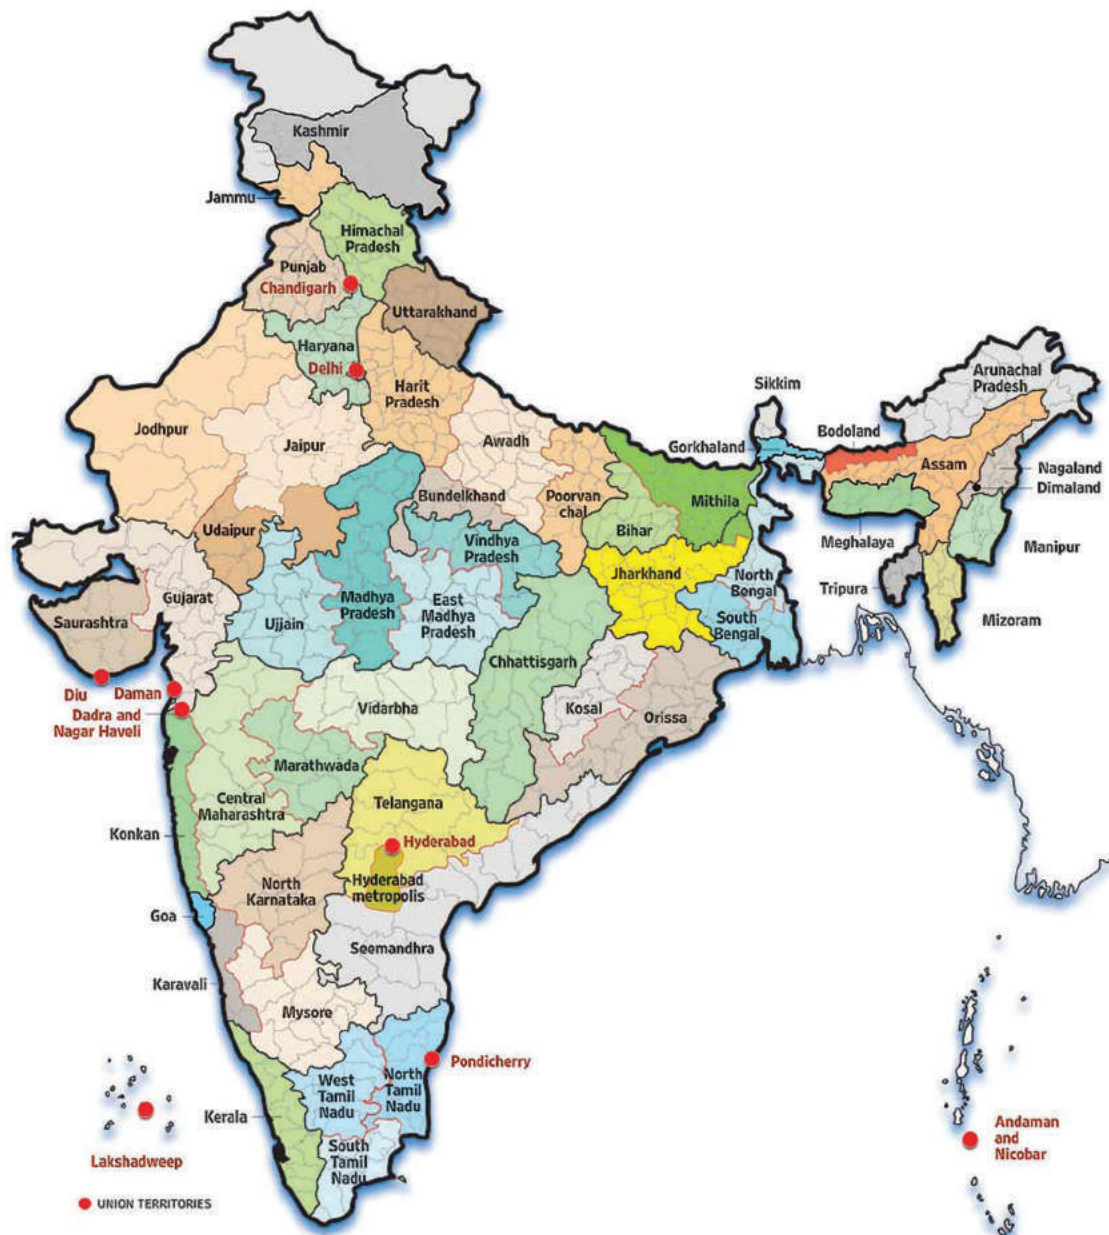 Kashmir
Jammu
Himachal
Pradesh
Punjab
Chandigarh
Uttarakhand
Haryana
Delhi
Harit
Pradesh
Arunachal
Pradesh
Sikkim
Jodhpur
Jaipur
Awadh
Gorkhaland
Bodoland
Assam
Nagaland
Dimaland
Bundelkhand
Poorvan
chal
Mithila
Udaipur
Bihar
Vindhya
Pradesh
Meghalaya
Manipur
Jharkhand
North
Bengal
Tripura
Gujarat
Madhya
Pradesh
East
Madhya
Pradesh
Saurashtra
Ujjain
South
Bengal
Mizoram
Chhattisgarh
Diu
Daman
Dadra and
Nagar Haveli
Vidarbha
Kosal
Orissa
Marathwada
Central
Maharashtra
Telangana
Konkan
Hyderabad
Hyderabad
metropolis
North
Karnataka
Goa
Seemandhra
Karavali
Mysore
Pondicherry
West
Tamil
Nadu
North
Tamil
Nadu
Kerala
South
Tamil
Nadu
Andaman
and
Nicobar
Lakshadweep
UNION TERRITORIES